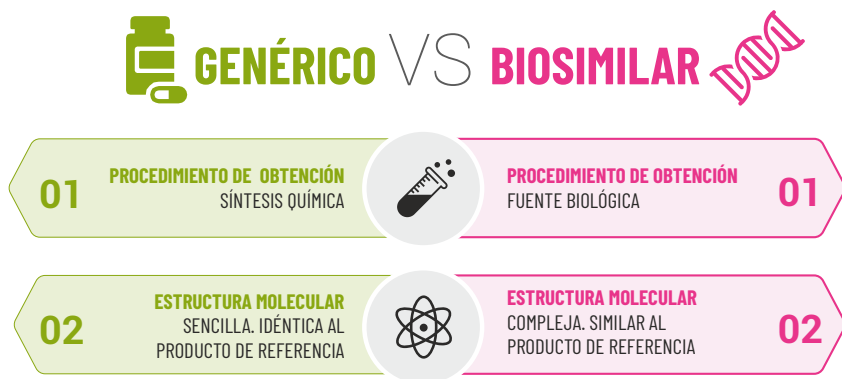 GENÉRICO VS BIOSIMILAR
01
PROCEDIMIENTO DE OBTENCIÓN
SÍNTESIS QUÍMICA
PROCEDIMIENTO DE OBTENCIÓN
FUENTE BIOLÓGICA
01
02
ESTRUCTURA MOLECULAR
SENCILLA. IDÉNTICA AL
PRODUCTO DE REFERENCIA
ESTRUCTURA MOLECULAR
COMPLEJA. SIMILAR AL
PRODUCTO DE REFERENCIA
02